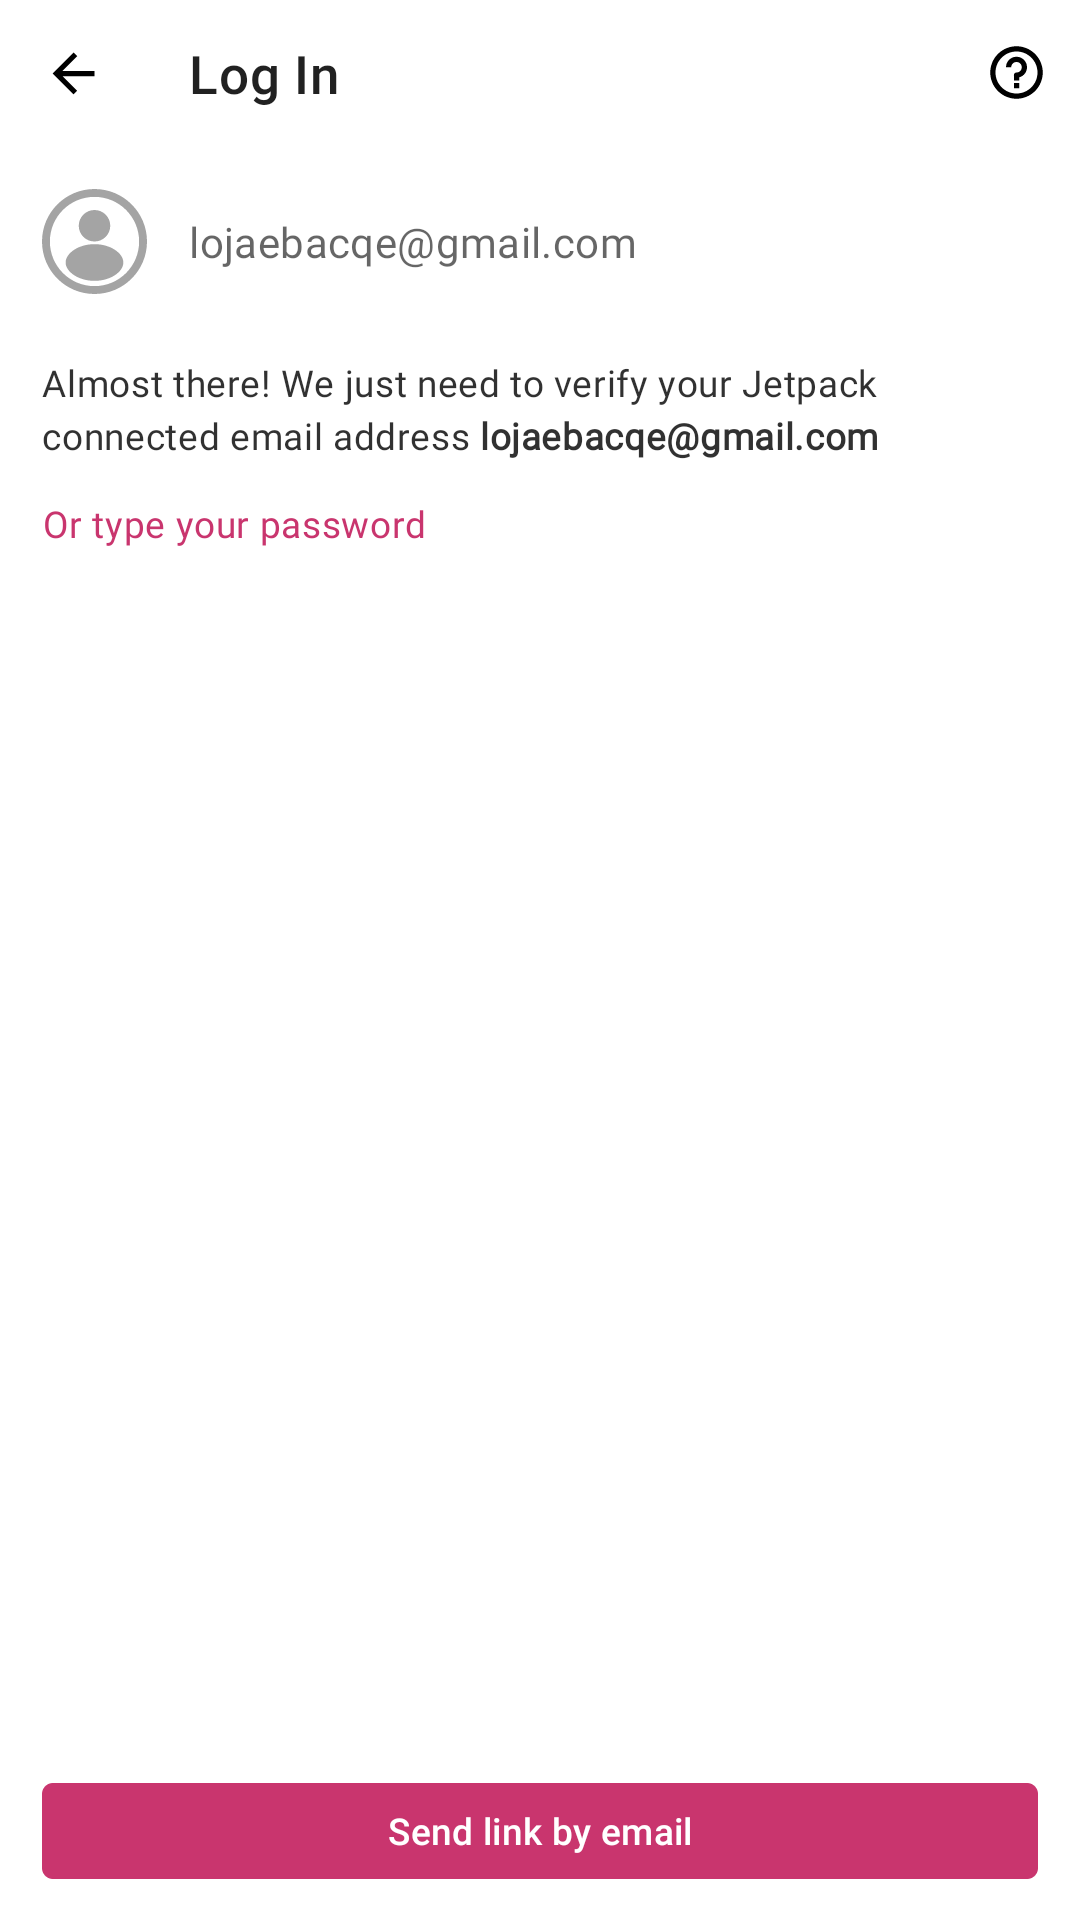 Log In
lojaebacqe@gmail.com
Almost there! We just need to verify your Jetpack
connected email address lojaebacqe@gmail.com
Or type your password
Send link by email